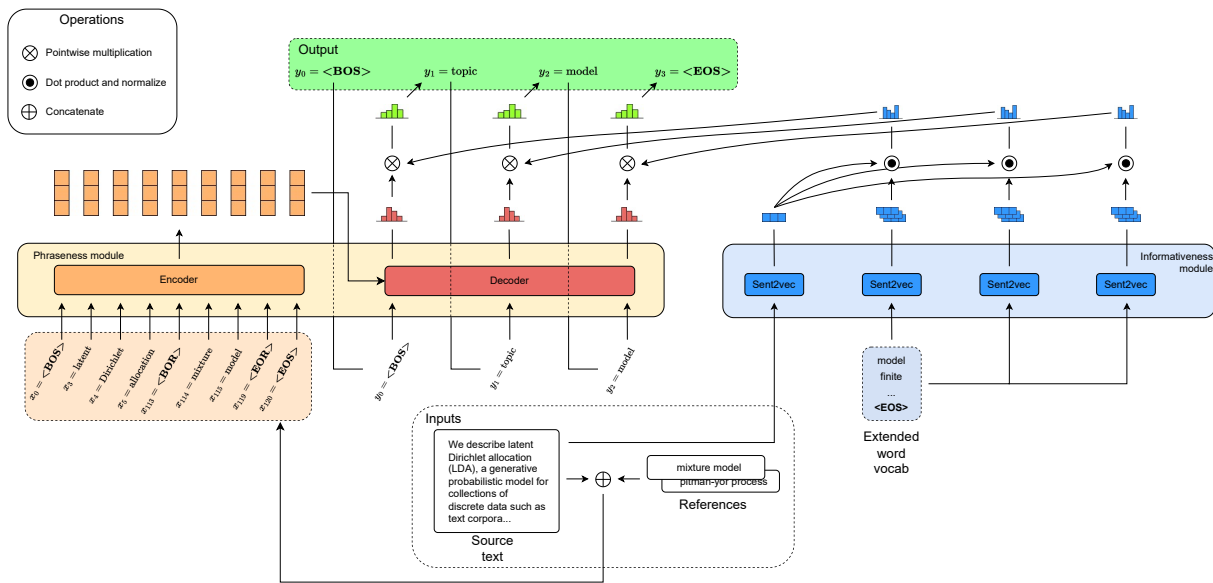 Operations
Pointwise multiplication
Dot product and normalize
Concatenate
Output
y₀ = <BOS>
y₁ = topic
y₂ = model
y₃ = <EOS>
Phraseness module
Encoder
Decoder
Informativeness
module
Sent2vec
Sent2vec
Sent2vec
Sent2vec
x₀ = <BOS>
x₃ = latent
x₄ = Dirichlet
x₅ = allocation
x₁₁₃ = <BOR>
x₁₁₄ = mixture
x₁₁₅ = model
x₁₁₉ = <EOR>
x₁₂₀ = <EOS>
y₀ = <BOS>
y₁ = topic
y₂ = model
model
finite
...
<EOS>
Extended
word
vocab
Inputs
We describe latent
Dirichlet allocation
(LDA), a generative
probabilistic model for
collections of
discrete data such as
text corpora...
Source
text
mixture model
pitman-yor process
References